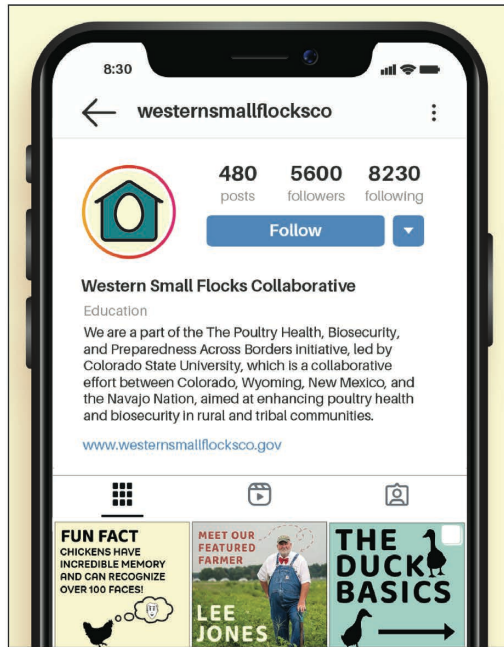 8:30
westernsmallflocksco
480 5600 8230
posts followers following
Follow
Western Small Flocks Collaborative
Education
We are a part of the The Poultry Health, Biosecurity,
and Preparedness Across Borders initiative, led by
Colorado State University, which is a collaborative
effort between Colorado, Wyoming, New Mexico, and
the Navajo Nation, aimed at enhancing poultry health
and biosecurity in rural and tribal communities.
www.westernsmallflocksco.gov
FUN FACT
CHICKENS HAVE
INCREDIBLE MEMORY
AND CAN RECOGNIZE
OVER 100 FACES!
MEET OUR
FEATURED
FARMER
LEE
JONES
THE
DUCK
BASICS